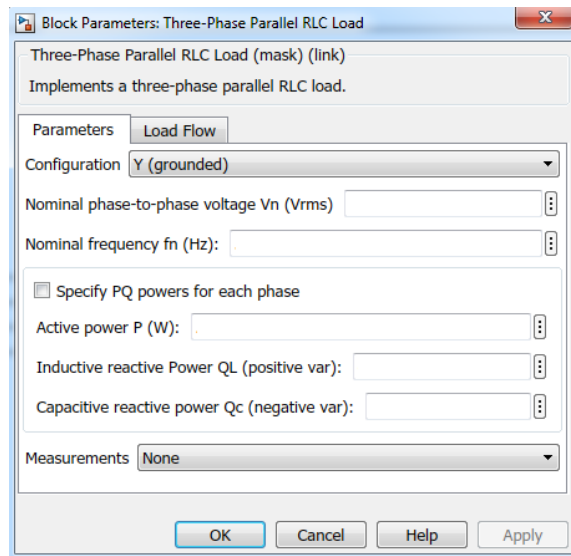 Block Parameters: Three-Phase Parallel RLC Load
Three-Phase Parallel RLC Load (mask) (link)
Implements a three-phase parallel RLC load.
Parameters Load Flow
Configuration Y (grounded)
Nominal phase-to-phase voltage Vn (Vrms)
Nominal frequency fn (Hz):
Specify PQ powers for each phase
Active power P (W):
Inductive reactive Power QL (positive var):
Capacitive reactive power Qc (negative var):
Measurements None
OK Cancel Help Apply